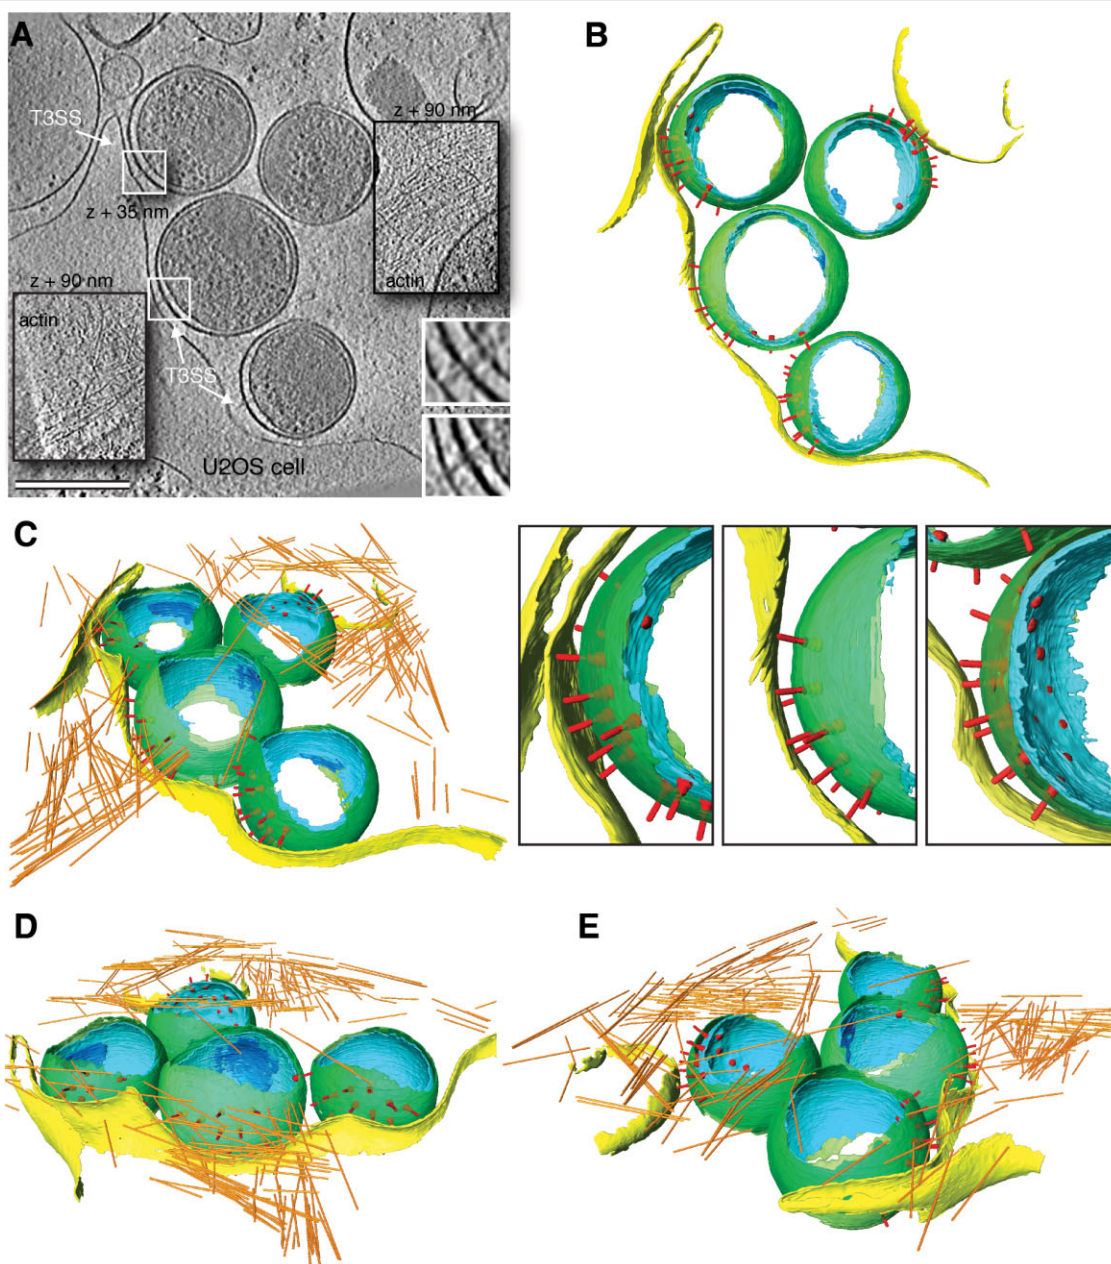 A
B
z + 90 nm
T3SS
z + 35 nm
z + 90 nm
actin
actin
T3SS
U2OS cell
C
D
E